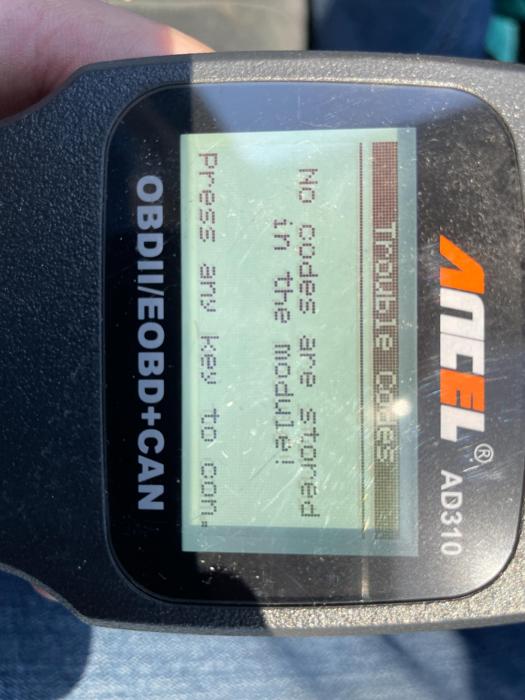 ANCEL® AD310
Trouble Codes
No codes are stored
in the module!
Press any key to con.
OBDII/EOBD+CAN